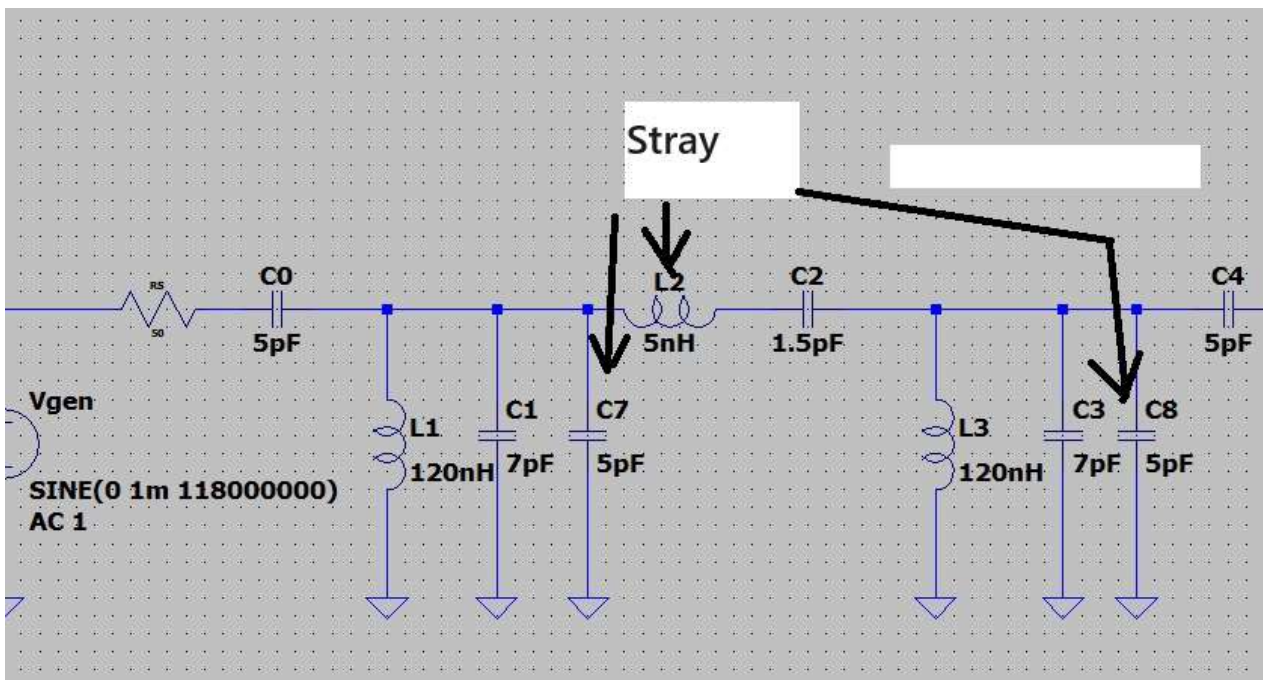 Stray
RS
50
C0
5pF
L2
5nH
C2
1.5pF
C4
5pF
Vgen
SINE(0 1m 118000000)
AC 1
L1
120nH
C1
7pF
C7
5pF
L3
120nH
C3
7pF
C8
5pF